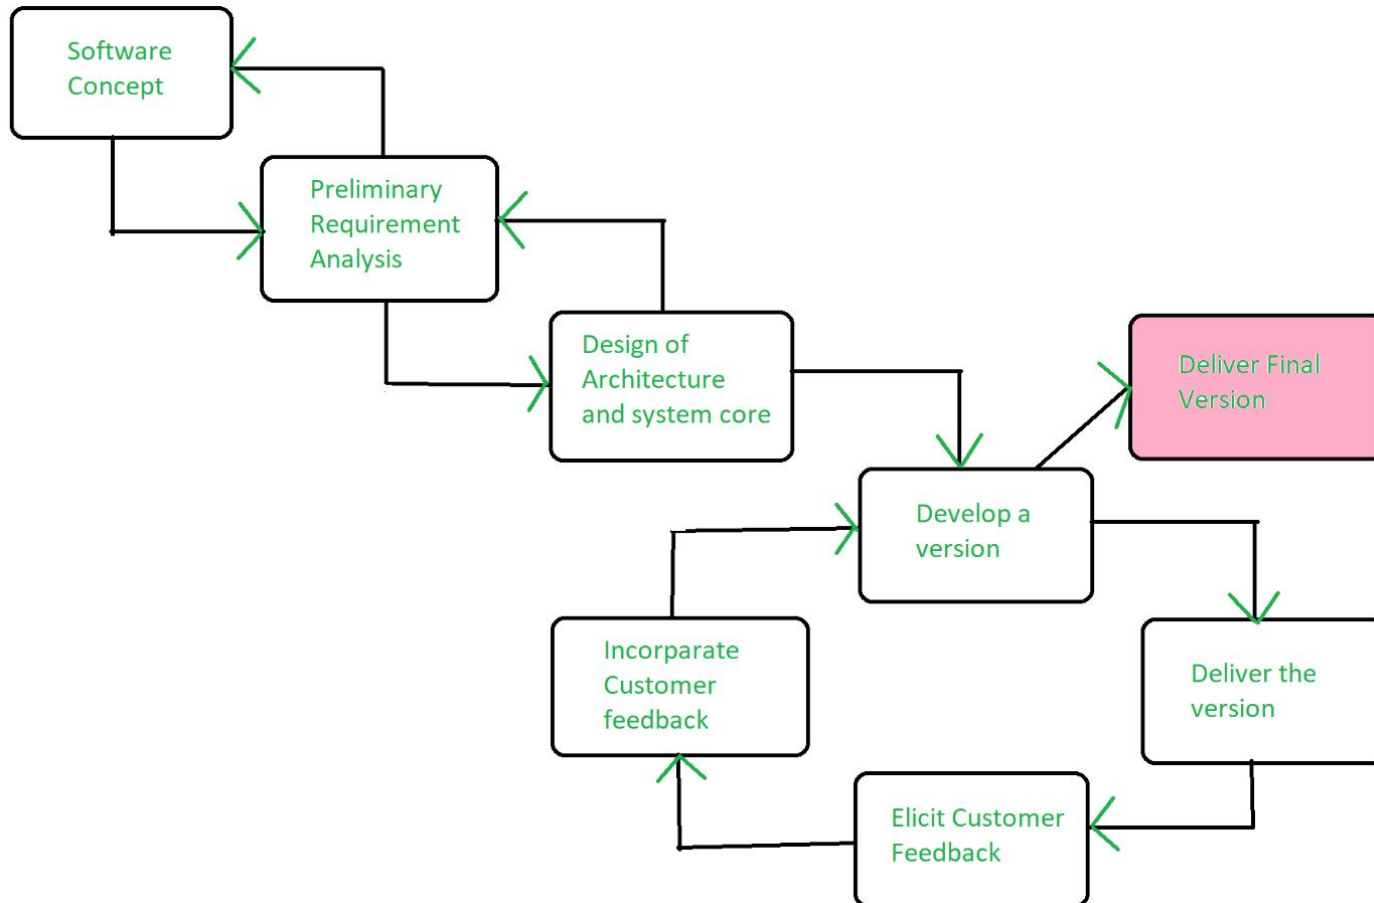 Software
Concept
Preliminary
Requirement
Analysis
Design of
Architecture
and system core
Deliver Final
Version
Develop a
version
Incorparate
Customer
feedback
Deliver the
version
Elicit Customer
Feedback